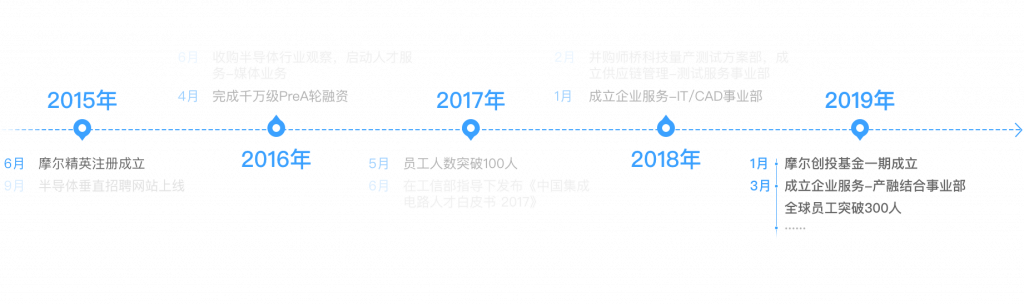 6月 收购半导体行业观察，启动人才服
务-媒体业务
4月 完成千万级PreA轮融资
2月 并购师桥科技量产测试方案部，成
立供应链管理-测试服务事业部
1月 成立企业服务-IT/CAD事业部
2015年
2017年
2019年
2016年
2018年
6月 摩尔精英注册成立
9月 半导体垂直招聘网站上线
5月 员工人数突破100人
6月 在工信部指导下发布《中国集成
电路人才白皮书 2017》
1月 摩尔创投基金一期成立
3月 成立企业服务-产融结合事业部
全球员工突破300人
······